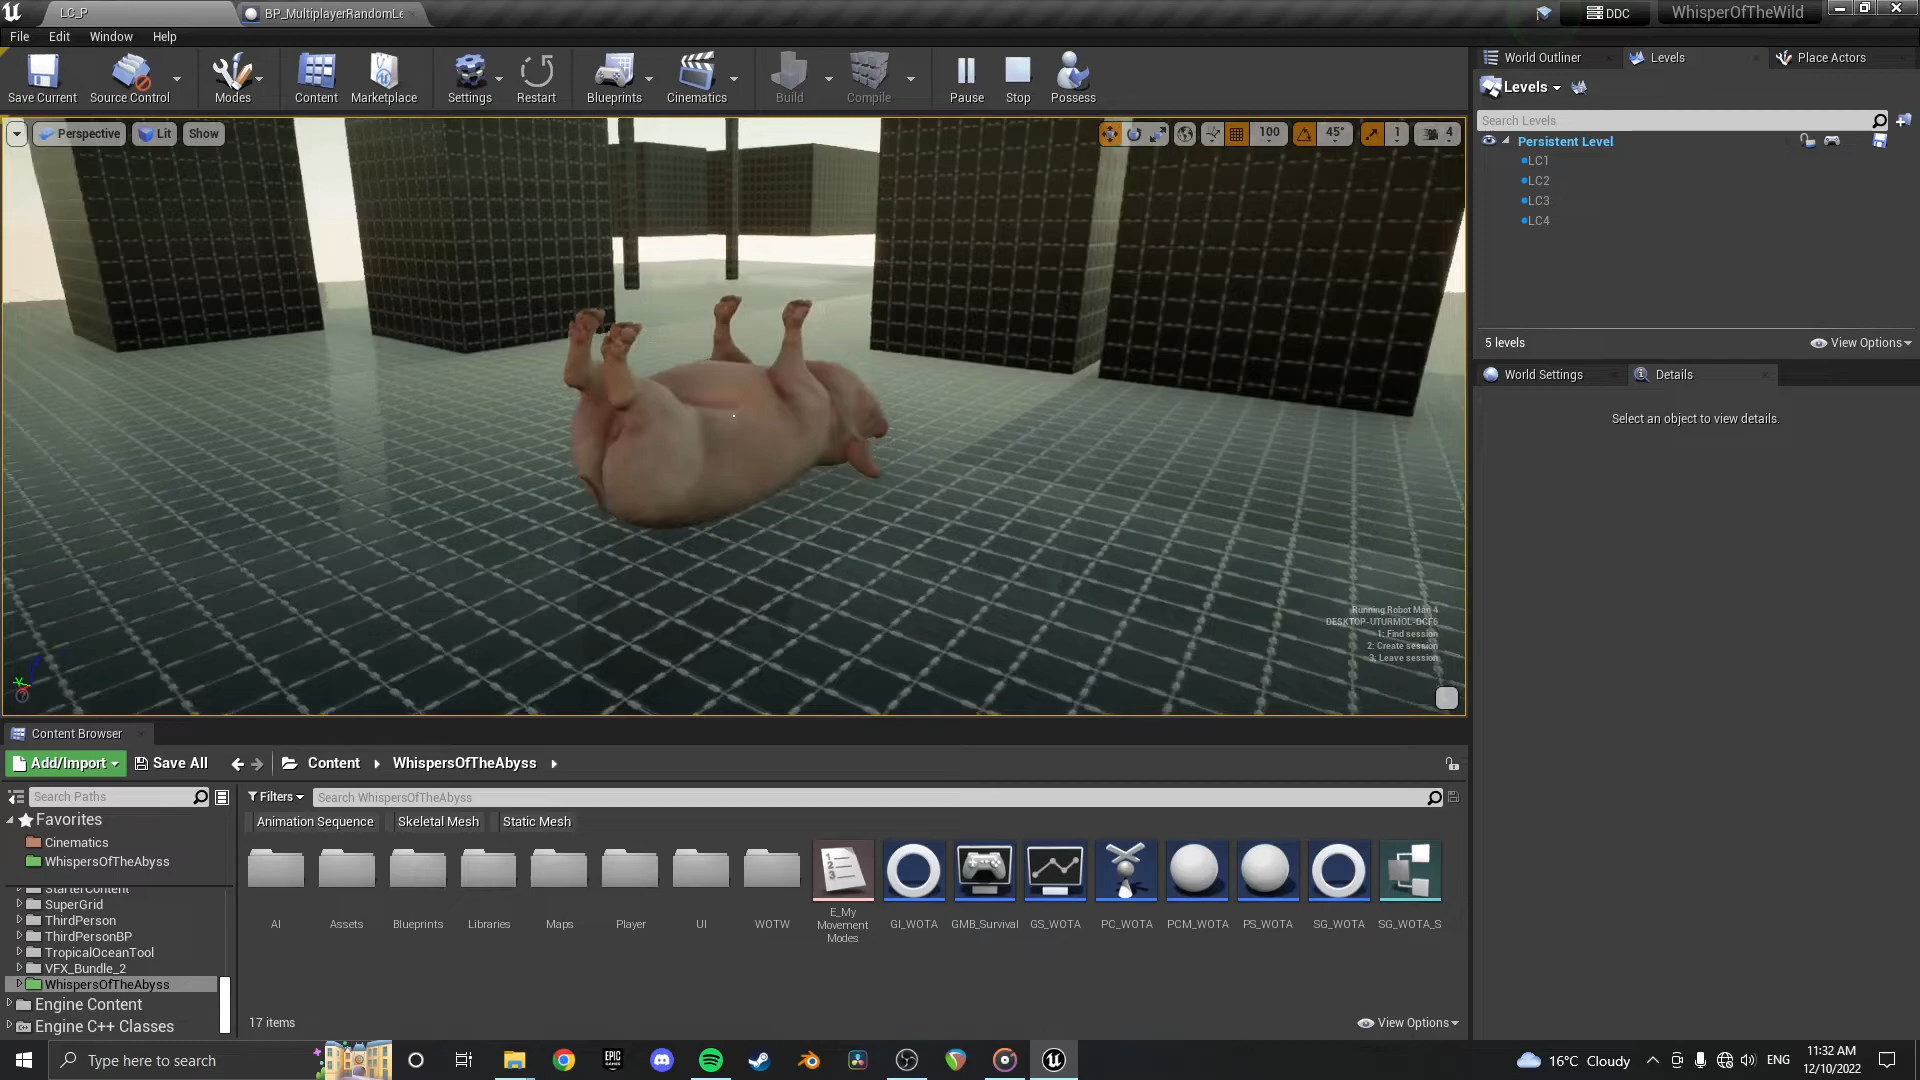 LC_P
BP_MultiplayerRandomLe
DDC
WhisperOfTheWild
File Edit Window Help
Save Current
Source Control
Modes
Content
Marketplace
Settings
Restart
Blueprints
Cinematics
Build
Compile
Pause
Stop
Possess
Perspective
Lit
Show
100
45°
1
4
Running Robot Man 4
DESKTOP-UTURMOL-DCF6
1: Find session
2: Create session
3: Leave session
World Outliner
Levels
Place Actors
Levels
Search Levels
Persistent Level
LC1
LC2
LC3
LC4
5 levels
View Options
World Settings
Details
Select an object to view details.
Content Browser
Add/Import
Save All
Content
WhispersOfTheAbyss
Search Paths
Filters
Search WhispersOfTheAbyss
Favorites
Cinematics
WhispersOfTheAbyss
StarterContent
SuperGrid
ThirdPerson
ThirdPersonBP
TropicalOceanTool
VFX_Bundle_2
WhispersOfTheAbyss
Engine Content
Engine C++ Classes
Animation Sequence
Skeletal Mesh
Static Mesh
AI
Assets
Blueprints
Libraries
Maps
Player
UI
WOTW
E_My
Movement
Modes
GI_WOTA
GMB_Survival
GS_WOTA
PC_WOTA
PCM_WOTA
PS_WOTA
SG_WOTA
SG_WOTA_S
17 items
View Options
Type here to search
EPIC
GAMES
16°C Cloudy
ENG
11:32 AM
12/10/2022